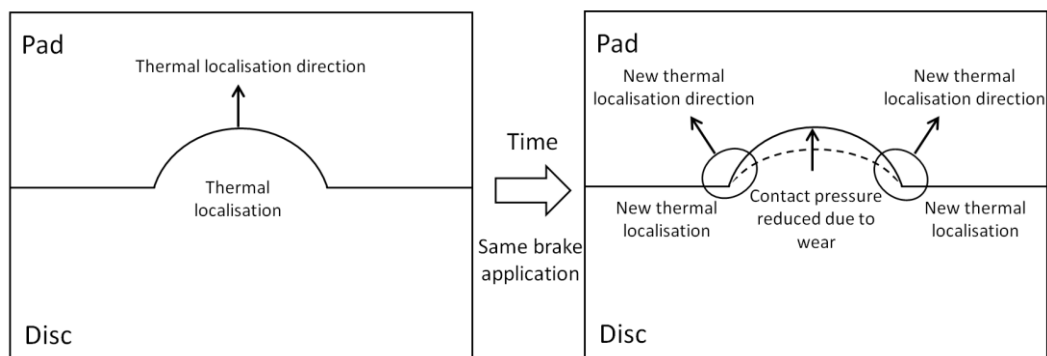 Pad
Thermal localisation direction
Thermal
localisation
Disc
Time
Same brake
application
Pad
New thermal
localisation direction
New thermal
localisation direction
New thermal
localisation
Contact pressure
reduced due to
wear
New thermal
localisation
Disc